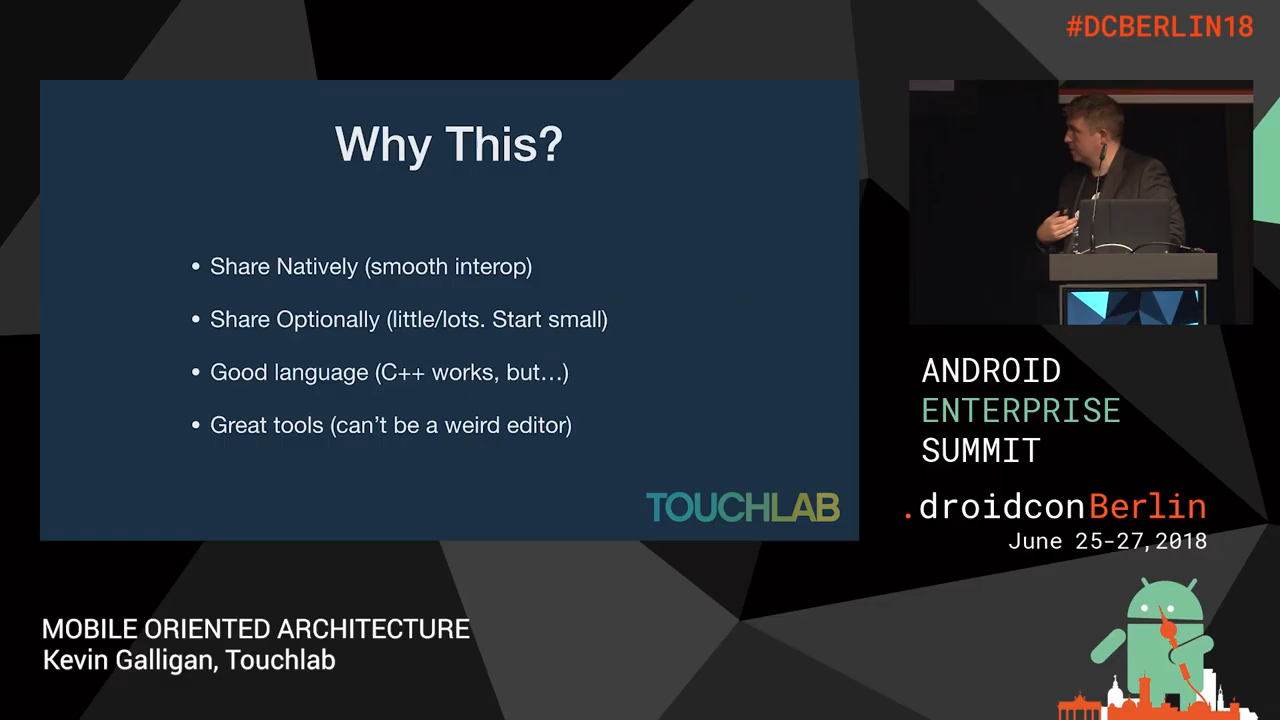 #DCBERLIN18
Why This?
• Share Natively (smooth interop)
• Share Optionally (little/lots. Start small)
• Good language (C++ works, but…)
• Great tools (can’t be a weird editor)
TOUCHLAB
ANDROID
ENTERPRISE
SUMMIT
.droidconBerlin
June 25-27, 2018
MOBILE ORIENTED ARCHITECTURE
Kevin Galligan, Touchlab